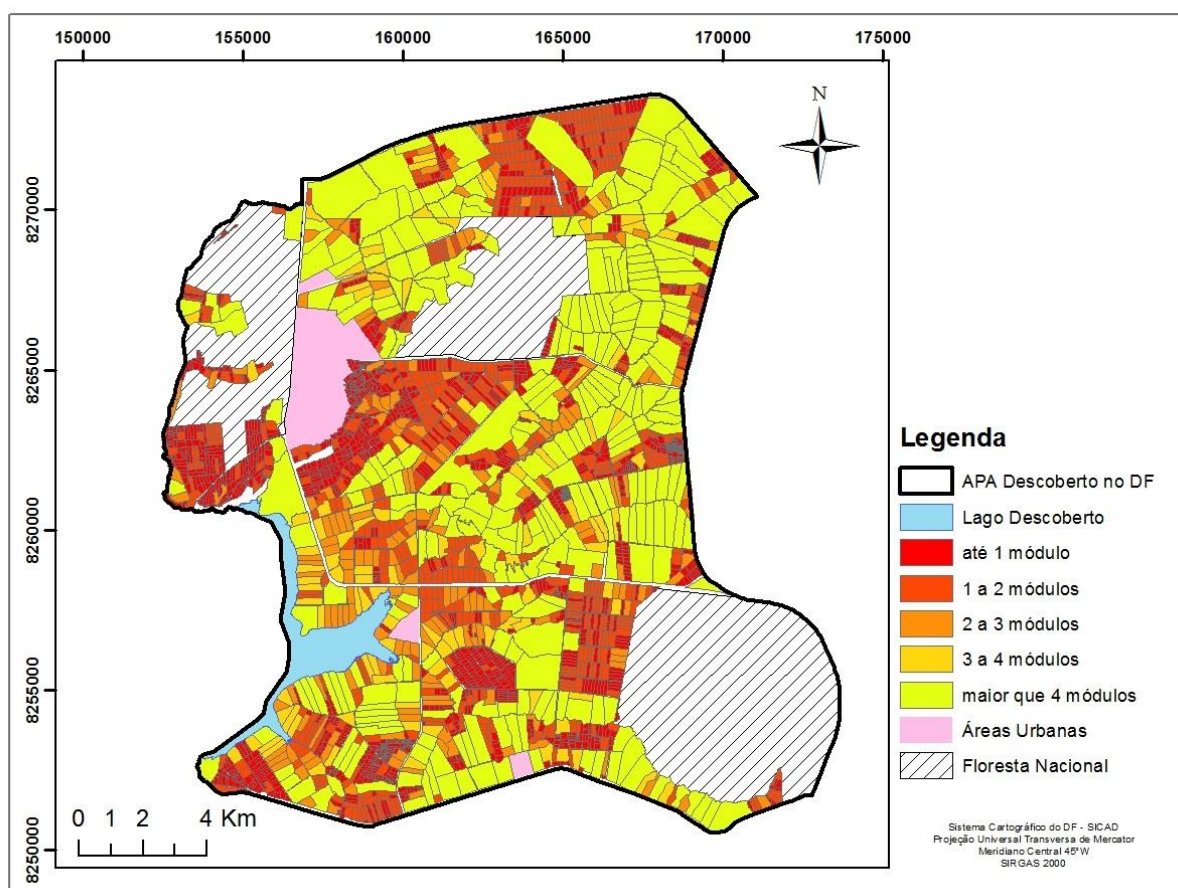 150000 155000 160000 165000 170000 175000
N
8270000
8265000
8260000
8255000
8250000
0 1 2 4 Km
Legenda
APA Descoberto no DF
Lago Descoberto
até 1 módulo
1 a 2 módulos
2 a 3 módulos
3 a 4 módulos
maior que 4 módulos
Áreas Urbanas
Floresta Nacional
Sistema Cartográfico do DF - SICAD
Projeção Universal Transversa de Mercator
Meridiano Central 45°W
SIRGAS 2000